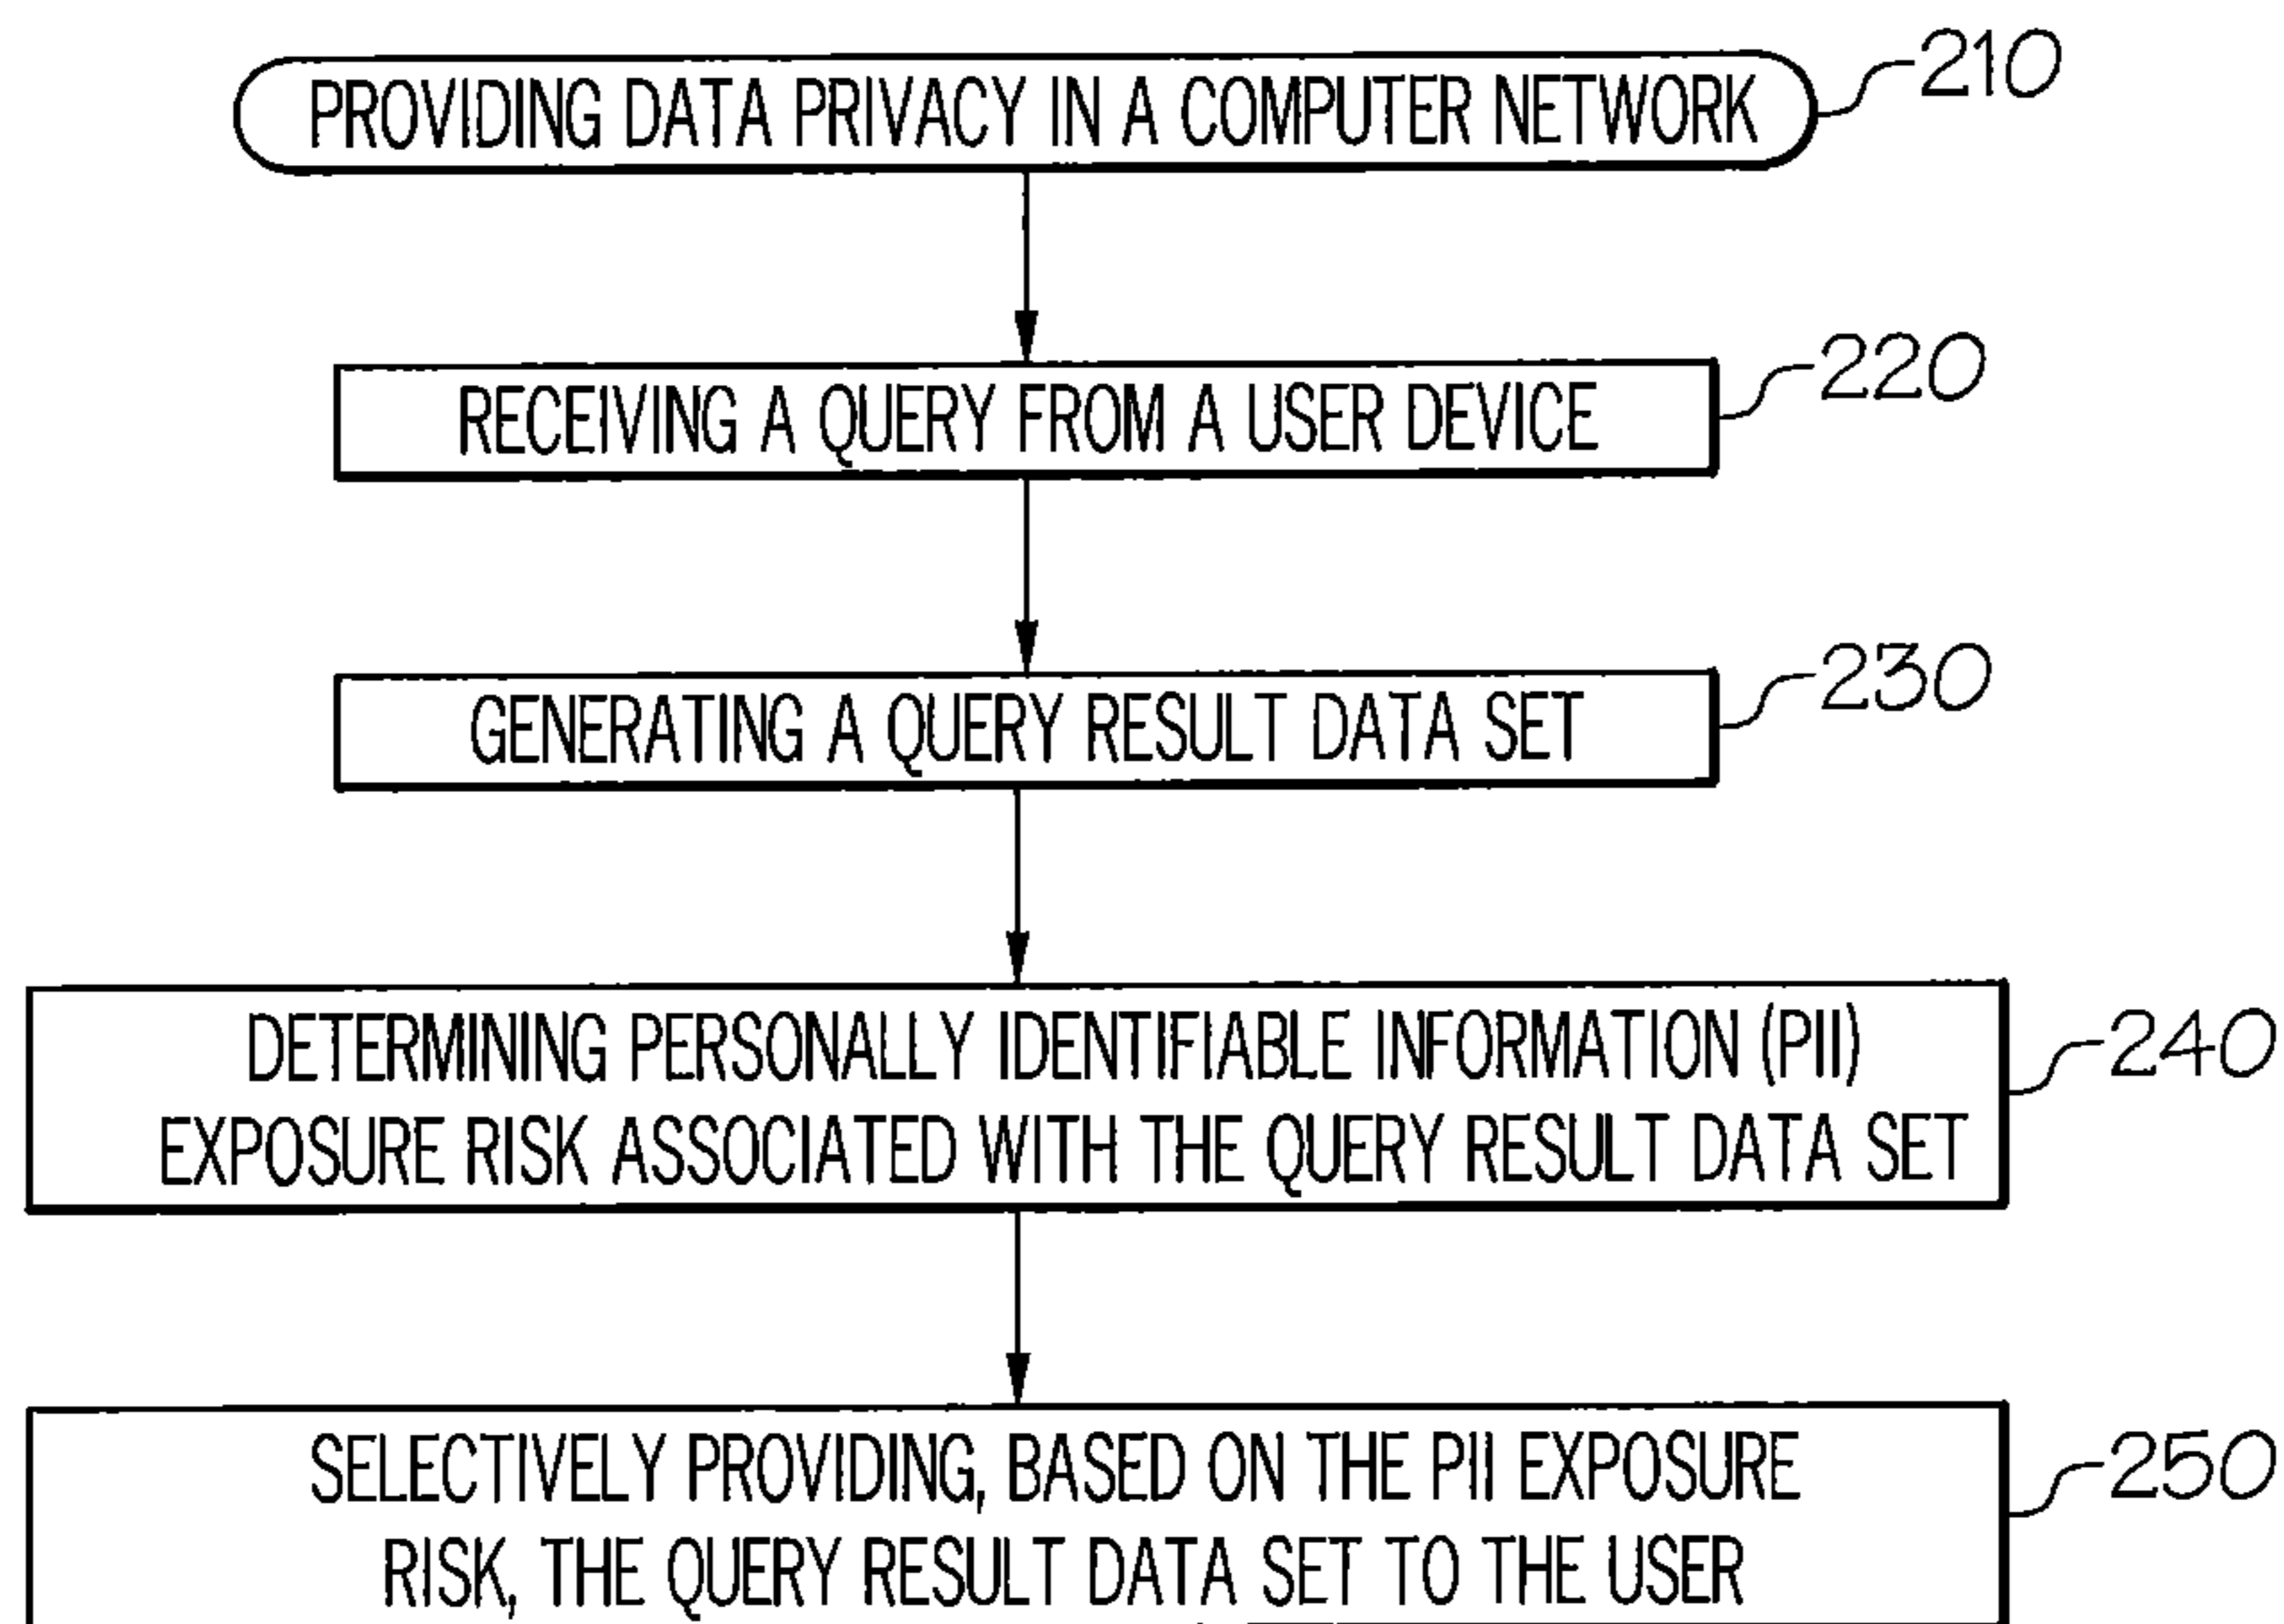 PROVIDING DATA PRIVACY IN A COMPUTER NETWORK
210
RECEIVING A QUERY FROM A USER DEVICE
220
GENERATING A QUERY RESULT DATA SET
230
DETERMINING PERSONALLY IDENTIFIABLE INFORMATION (PII)
EXPOSURE RISK ASSOCIATED WITH THE QUERY RESULT DATA SET
240
SELECTIVELY PROVIDING, BASED ON THE PII EXPOSURE
RISK, THE QUERY RESULT DATA SET TO THE USER
250